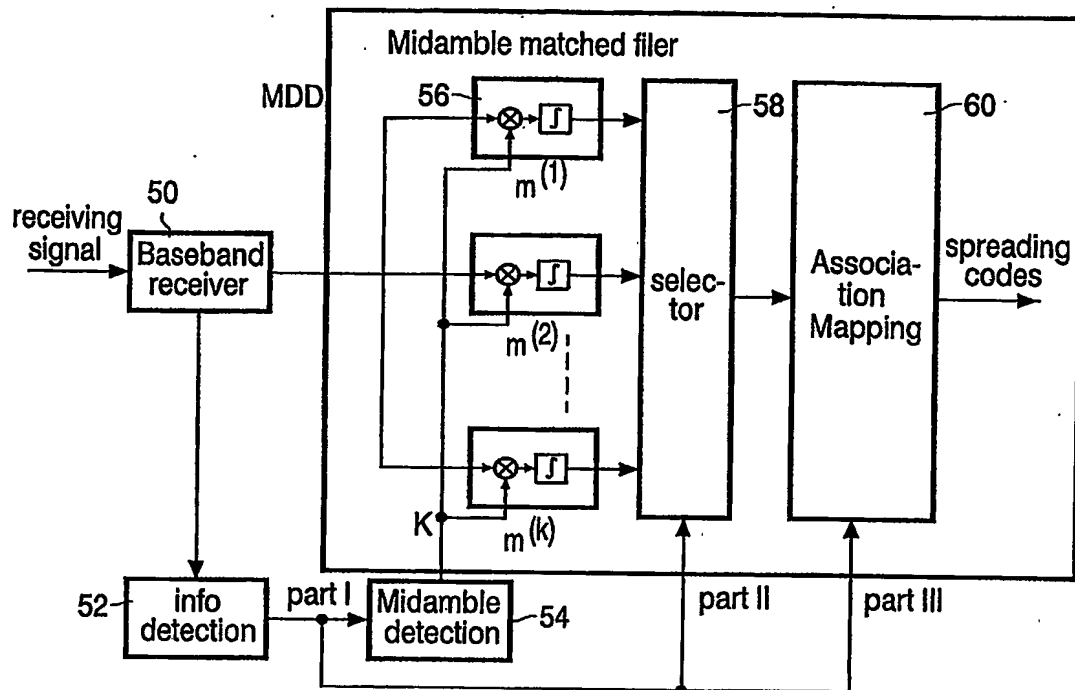 Midamble matched filer
MDD
56
58
60
m(1)
50
receiving
signal
Baseband
receiver
m(2)
selec-
tor
Associa-
tion
Mapping
spreading
codes
K
m(k)
52
info
detection
part I
Midamble
detection
54
part II
part III